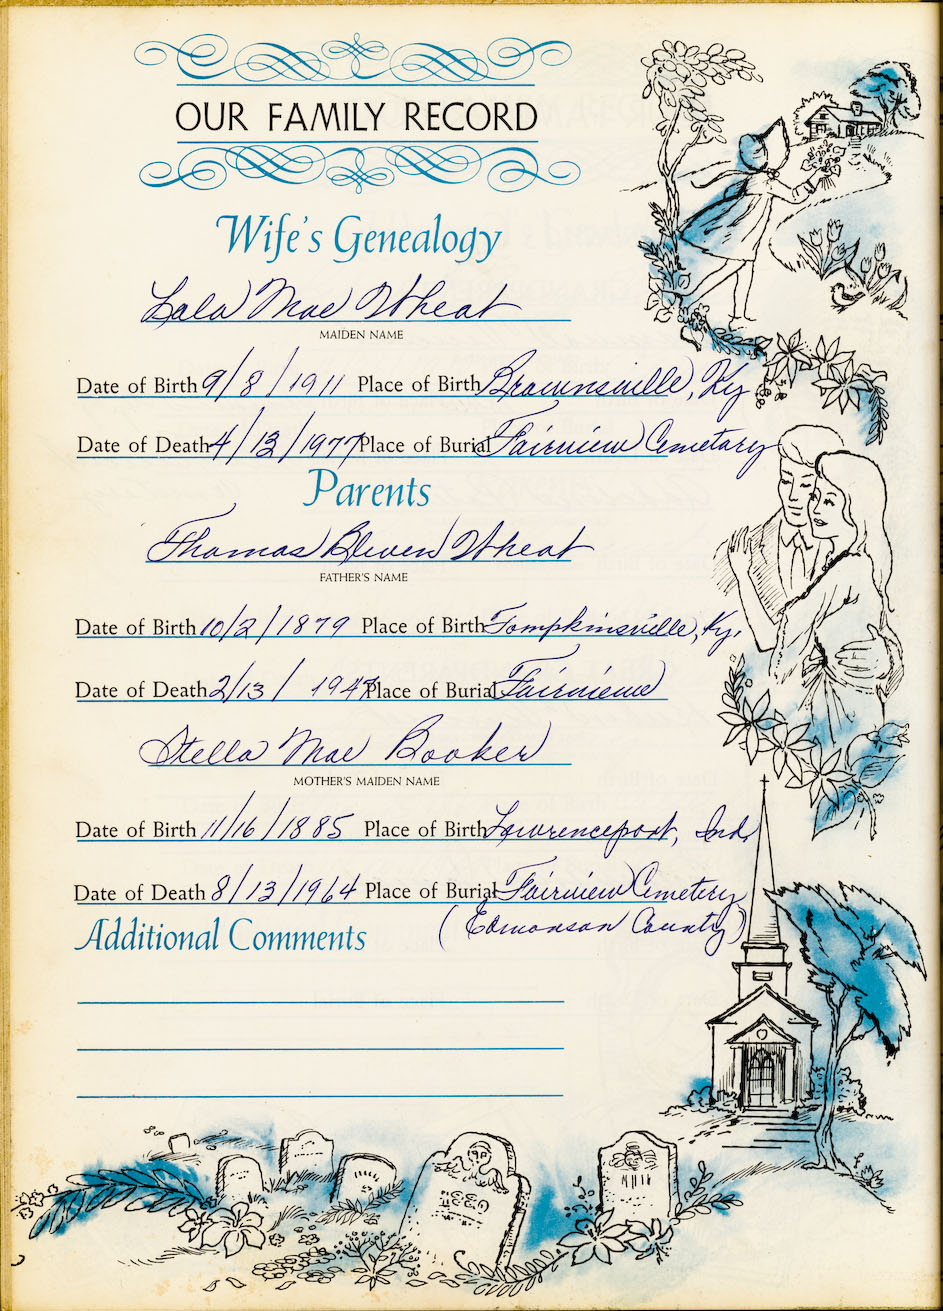 OUR FAMILY RECORD
Wife's Genealogy
Lala Mae Wheat
MAIDEN NAME
Date of Birth 9/8/1911 Place of Birth Brownsville, Ky
Date of Death 4/13/1977 Place of Burial Fairview Cemetary
Parents
Thomas Bleven Wheat
FATHER'S NAME
Date of Birth 10/2/1879 Place of Birth Tompkinsville, Ky.
Date of Death 2/13/1947 Place of Burial Fairview
Stella Mae Booker
MOTHER'S MAIDEN NAME
Date of Birth 11/16/1885 Place of Birth Lawrenceport, Ind,
Date of Death 8/13/1964 Place of Burial Fairview Cemetery
(Edmonson County)
Additional Comments